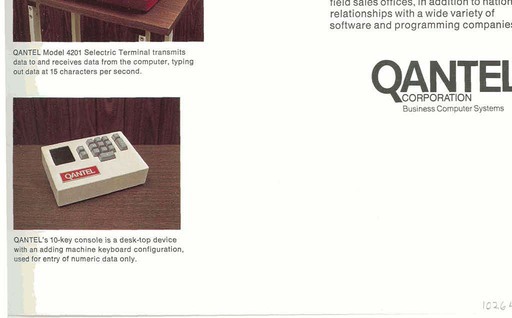 field sales offices, in addition to nation
relationships with a wide variety of
software and programming companies
QANTEL Model 4201 Selectric Terminal transmits
data to and receives data from the computer, typing
out data at 15 characters per second.
QANTEL
CORPORATION
Business Computer Systems
QANTEL
QANTEL's 10-key console is a desk-top device
with an adding machine keyboard configuration,
used for entry of numeric data only.
1026